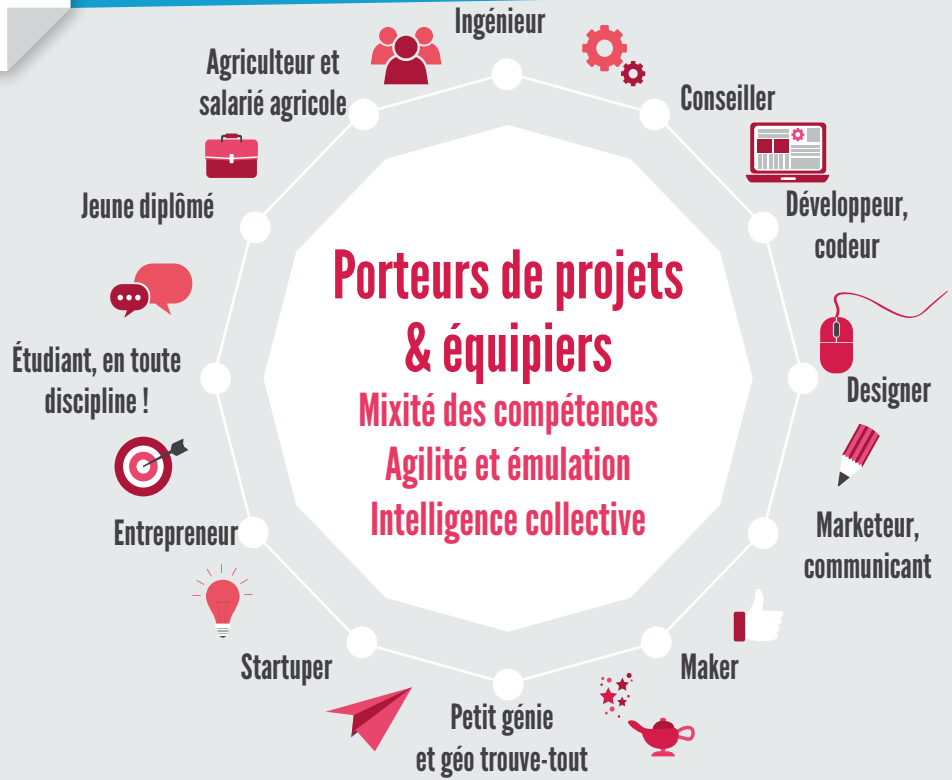 Ingénieur
Agriculteur et
salarié agricole
Conseiller
Jeune diplômé
Développeur,
codeur
Porteurs de projets
& équipiers
Mixité des compétences
Agilité et émulation
Intelligence collective
Étudiant, en toute
discipline !
Designer
Entrepreneur
Marketeur,
communicant
Startuper
Maker
Petit génie
et géo trouve-tout